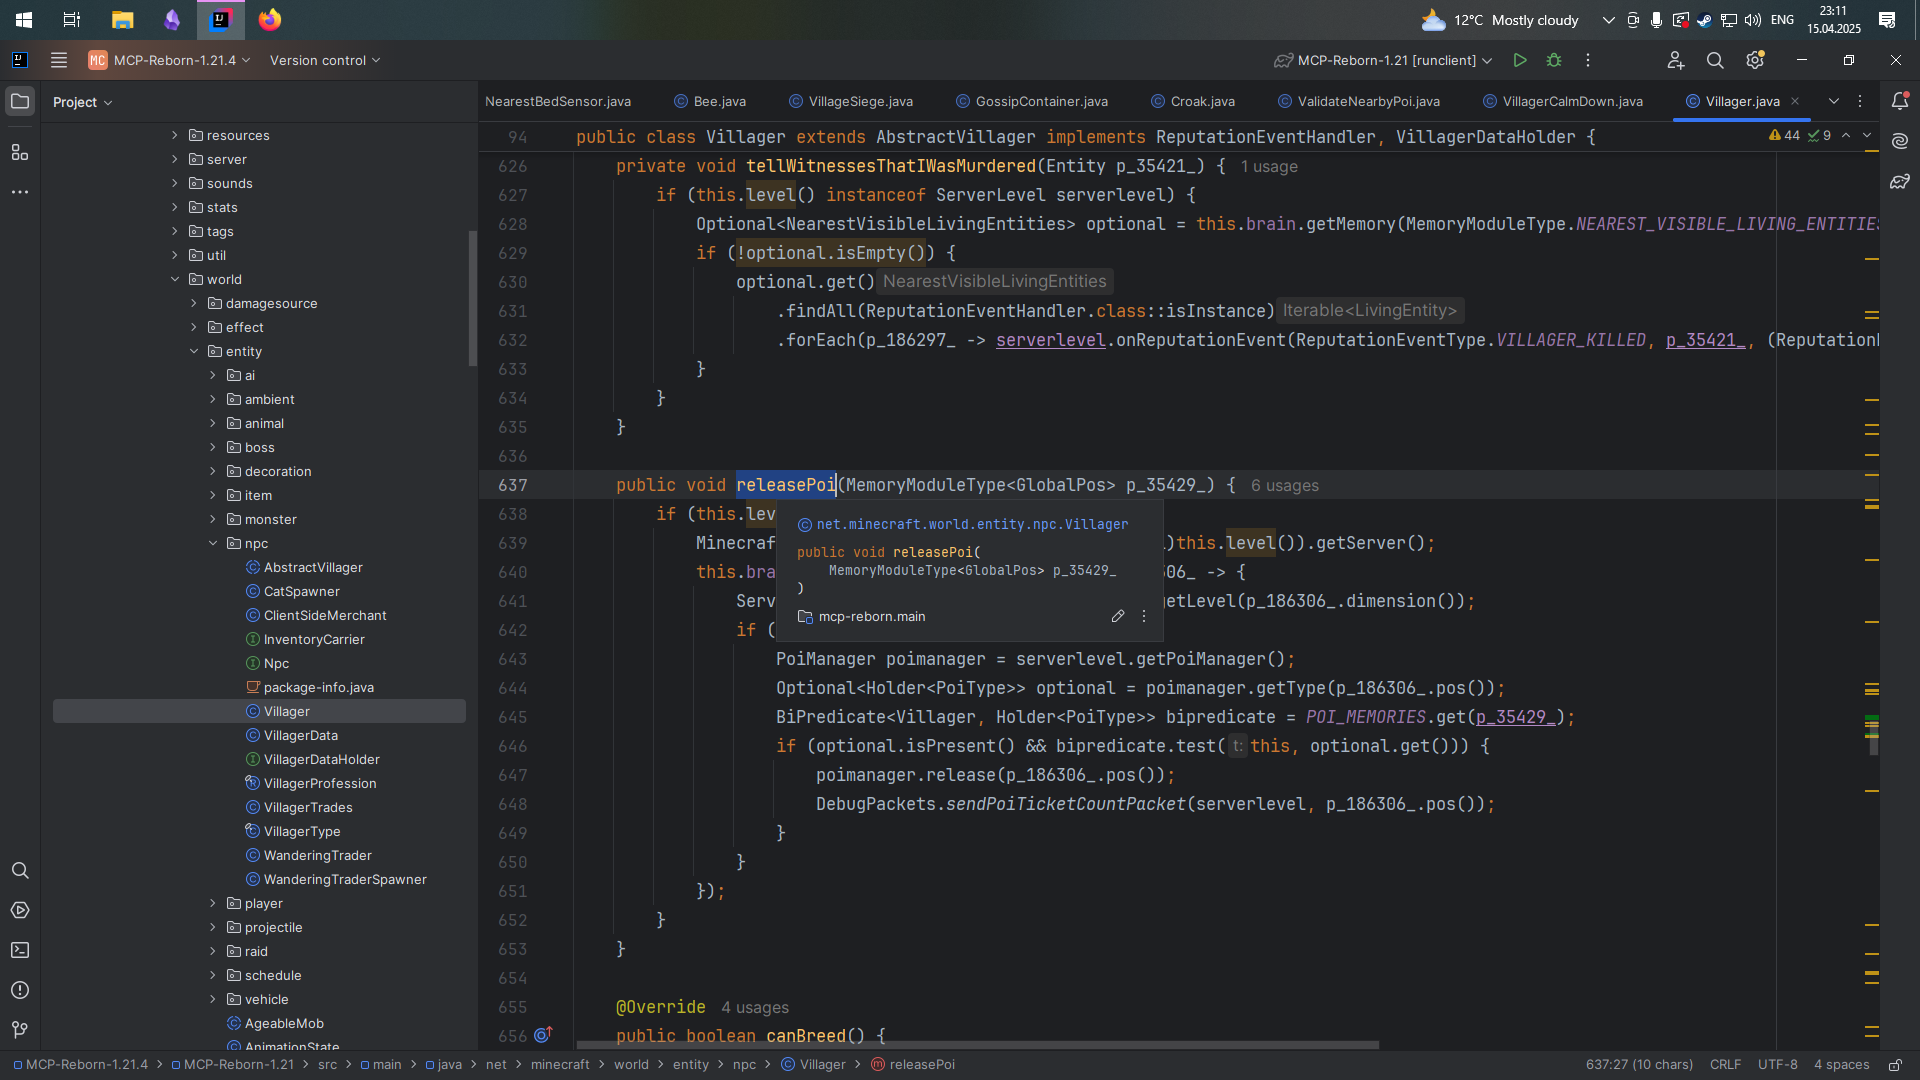 12°C Mostly cloudy
ENG
23:11
15.04.2025
MC MCP-Reborn-1.21.4
Version control
MCP-Reborn-1.21 [runclient]
Project
NearestBedSensor.java
Bee.java
VillageSiege.java
GossipContainer.java
Croak.java
ValidateNearbyPoi.java
VillagerCalmDown.java
Villager.java
resources
server
sounds
stats
tags
util
world
damagesource
effect
entity
ai
ambient
animal
boss
decoration
item
monster
npc
AbstractVillager
CatSpawner
ClientSideMerchant
InventoryCarrier
Npc
package-info.java
Villager
VillagerData
VillagerDataHolder
VillagerProfession
VillagerTrades
VillagerType
WanderingTrader
WanderingTraderSpawner
player
projectile
raid
schedule
vehicle
AgeableMob
AnimationState
94 public class Villager extends AbstractVillager implements ReputationEventHandler, VillagerDataHolder {
44 9
626 private void tellWitnessesThatIWasMurdered(Entity p_35421_) { 1 usage
627 if (this.level() instanceof ServerLevel serverlevel) {
628 Optional<NearestVisibleLivingEntities> optional = this.brain.getMemory(MemoryModuleType.NEAREST_VISIBLE_LIVING_ENTITIES
629 if (!optional.isEmpty()) {
630 optional.get() NearestVisibleLivingEntities
631 .findAll(ReputationEventHandler.class::isInstance) Iterable<LivingEntity>
632 .forEach(p_186297_ -> serverlevel.onReputationEvent(ReputationEventType.VILLAGER_KILLED, p_35421_, (Reputation
633 }
634 }
635 }
636
637 public void releasePoi(MemoryModuleType<GlobalPos> p_35429_) { 6 usages
638 if (this.lev
639 Minecraf )this.level()).getServer();
640 this.bra 06_ -> {
641 Serv etLevel(p_186306_.dimension());
642 if (
643 PoiManager poimanager = serverlevel.getPoiManager();
644 Optional<Holder<PoiType>> optional = poimanager.getType(p_186306_.pos());
645 BiPredicate<Villager, Holder<PoiType>> bipredicate = POI_MEMORIES.get(p_35429_);
646 if (optional.isPresent() && bipredicate.test( t: this, optional.get())) {
647 poimanager.release(p_186306_.pos());
648 DebugPackets.sendPoiTicketCountPacket(serverlevel, p_186306_.pos());
649 }
650 }
651 });
652 }
653 }
654
655 @Override 4 usages
656 public boolean canBreed() {
net.minecraft.world.entity.npc.Villager
public void releasePoi(
MemoryModuleType<GlobalPos> p_35429_
)
mcp-reborn.main
MCP-Reborn-1.21.4 > MCP-Reborn-1.21 > src > main > java > net > minecraft > world > entity > npc > Villager > releasePoi
637:27 (10 chars) CRLF UTF-8 4 spaces